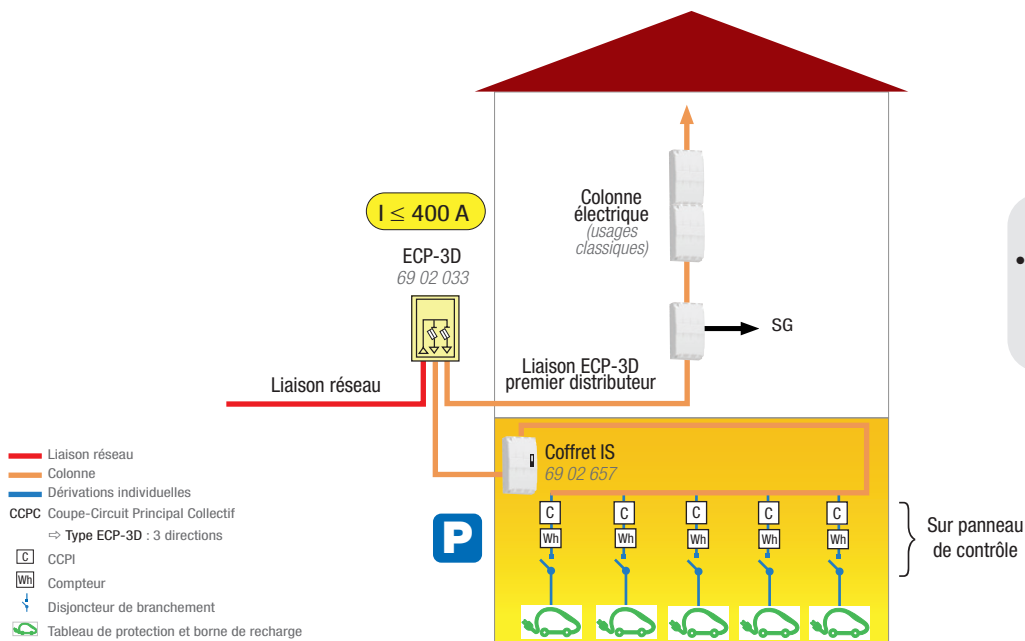 I ≤ 400 A
ECP-3D
69 02 033
Colonne
électrique
(usages
classiques)
SG
Liaison ECP-3D
premier distributeur
Liaison réseau
Coffret IS
69 02 657
C C C C C
Wh Wh Wh Wh Wh
Sur panneau
de contrôle
P
Liaison réseau
Colonne
Dérivations individuelles
CCPC Coupe-Circuit Principal Collectif
⇨ Type ECP-3D : 3 directions
C CCPI
Wh Compteur
Disjoncteur de branchement
Tableau de protection et borne de recharge
•